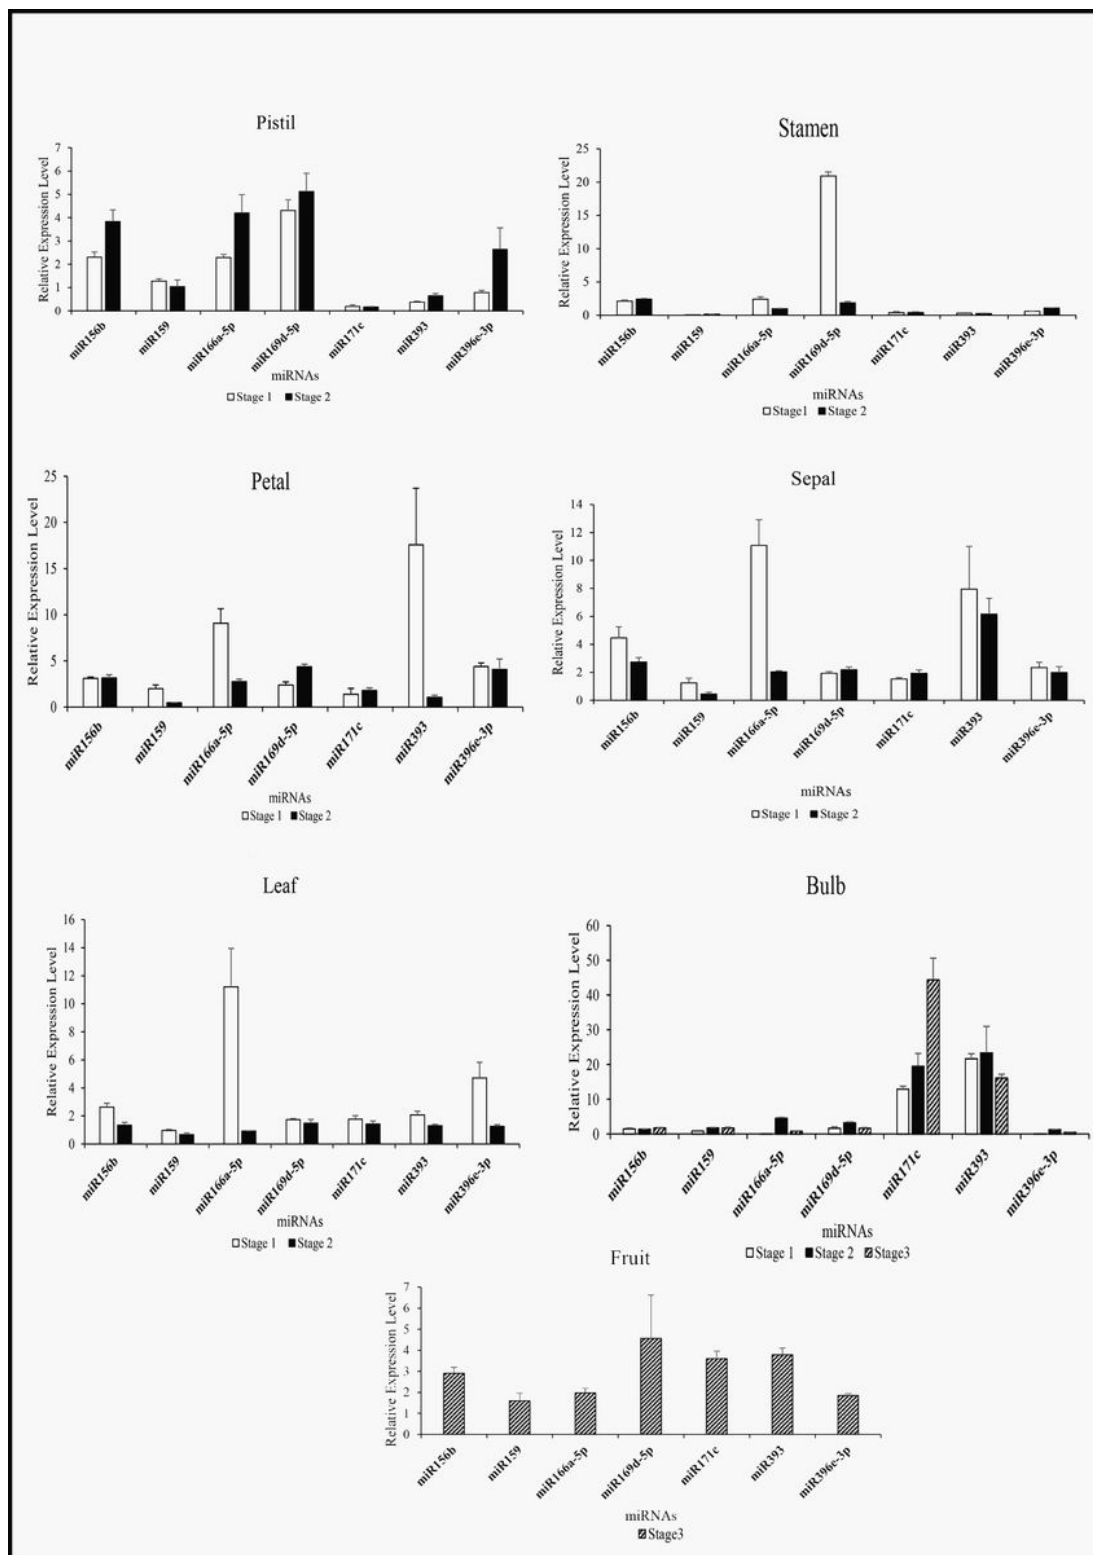 Pistil
Relative Expression Level
7
6
5
4
3
2
1
0
miR156b
miR159
miR166a-5p
miR169d-5p
miR171c
miR393
miR396e-3p
miRNAs
Stage 1 Stage 2
Stamen
Relative Expression Level
25
20
15
10
5
0
miR156b
miR159
miR166a-5p
miR169d-5p
miR171c
miR393
miR396e-3p
miRNAs
Stage1 Stage 2
Petal
Relative Expression Level
25
20
15
10
5
0
miR156b
miR159
miR166a-5p
miR169d-5p
miR171c
miR393
miR396e-3p
miRNAs
Stage 1 Stage 2
Sepal
Relative Expression Level
14
12
10
8
6
4
2
0
miR156b
miR159
miR166a-5p
miR169d-5p
miR171c
miR393
miR396e-3p
miRNAs
Stage 1 Stage 2
Leaf
Relative Expression Level
16
14
12
10
8
6
4
2
0
miR156b
miR159
miR166a-5p
miR169d-5p
miR171c
miR393
miR396e-3p
miRNAs
Stage 1 Stage 2
Bulb
Relative Expression Level
60
50
40
30
20
10
0
miR156b
miR159
miR166a-5p
miR169d-5p
miR171c
miR393
miR396e-3p
miRNAs
Stage 1 Stage 2 Stage3
Fruit
Relative Expression Level
7
6
5
4
3
2
1
0
miR156b
miR159
miR166a-5p
miR169d-5p
miR171c
miR393
miR396e-3p
miRNAs
Stage3